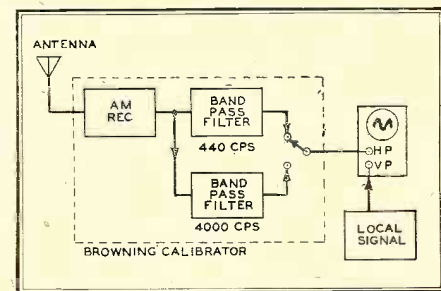 ANTENNA
AM
REC
BAND
PASS
FILTER
440 CPS
BAND
PASS
FILTER
4000 CPS
HP
VP
LOCAL
SIGNAL
BROWNING CALIBRATOR